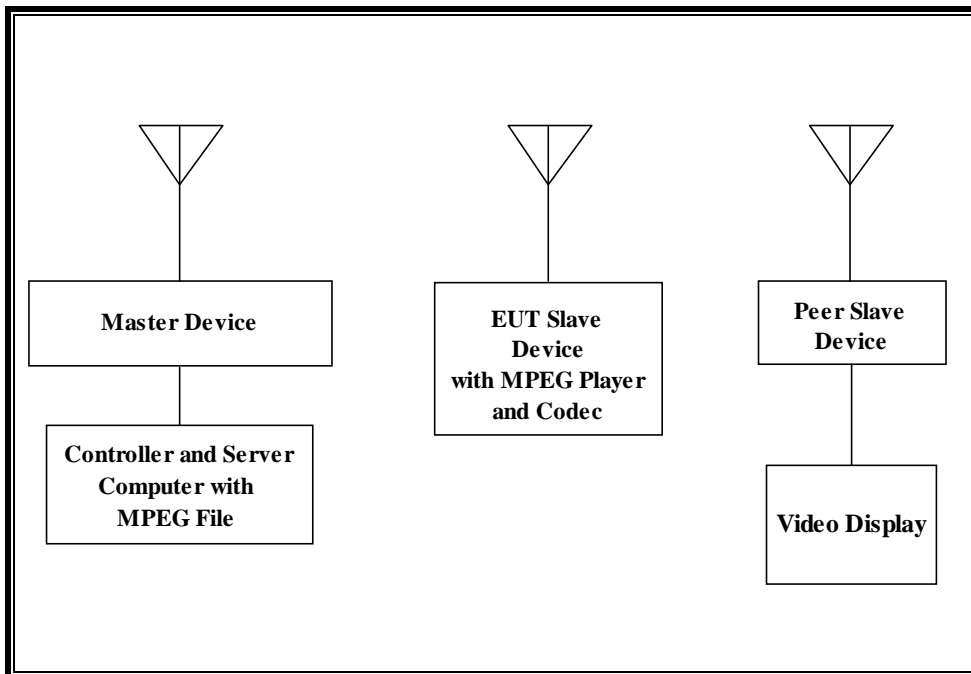 Master Device
Controller and Server
Computer with
MPEG File
EUT Slave
Device
with MPEG Player
and Codec
Peer Slave
Device
Video Display